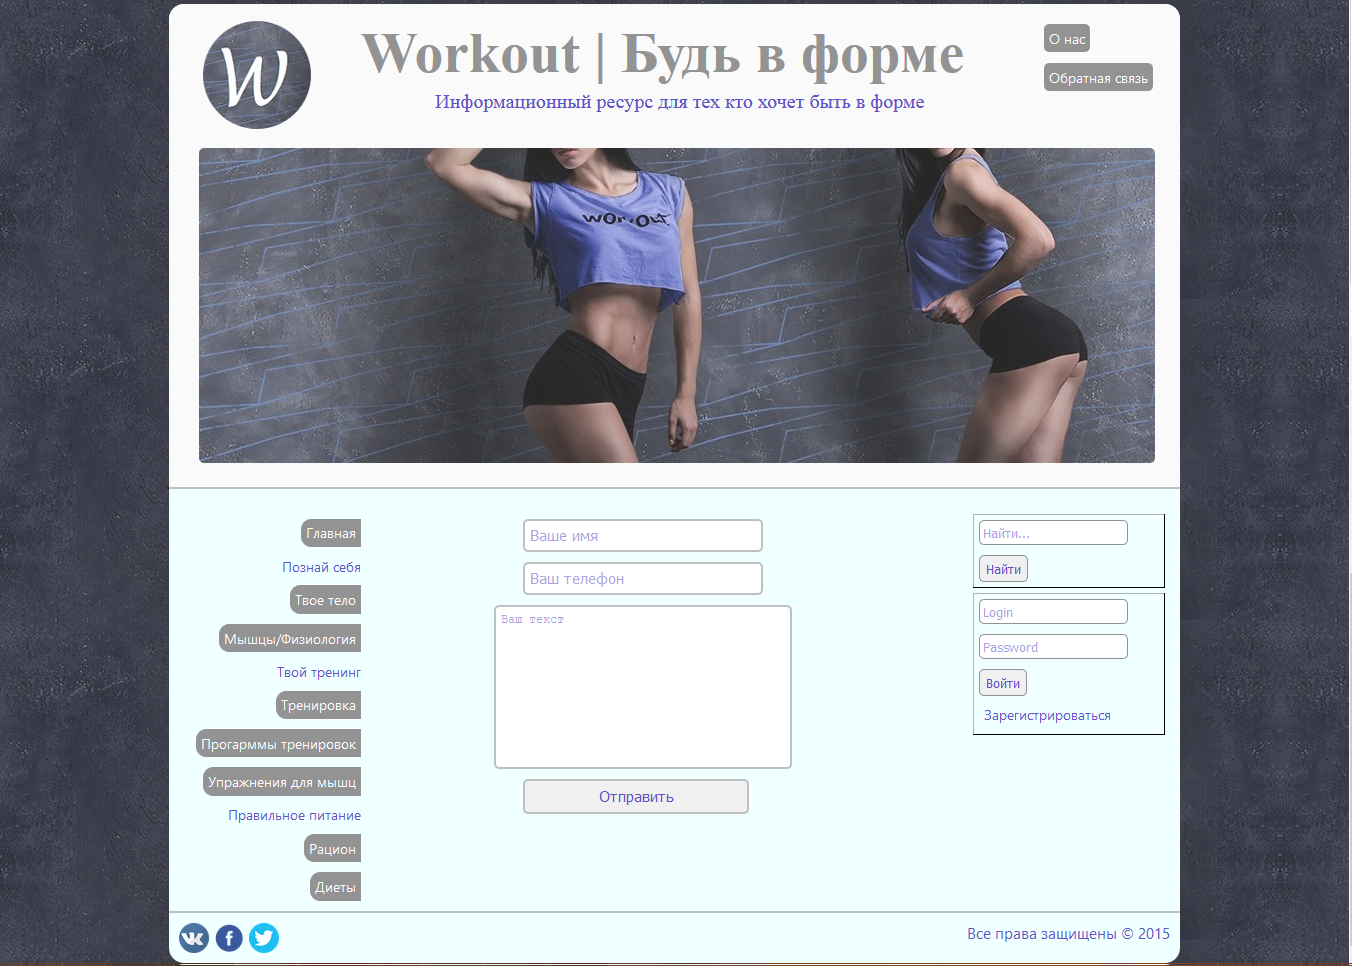 W
Workout | Будь в форме
Информационный ресурс для тех кто хочет быть в форме
О нас
Обратная связь
Главная
Познай себя
Твое тело
Мышцы/Физиология
Твой тренинг
Тренировка
Прогарммы тренировок
Упражнения для мышц
Правильное питание
Рацион
Диеты
Ваше имя
Ваш телефон
Ваш текст
Отправить
Найти...
Найти
Login
Password
Войти
Зарегистрироваться
Все права защищены © 2015